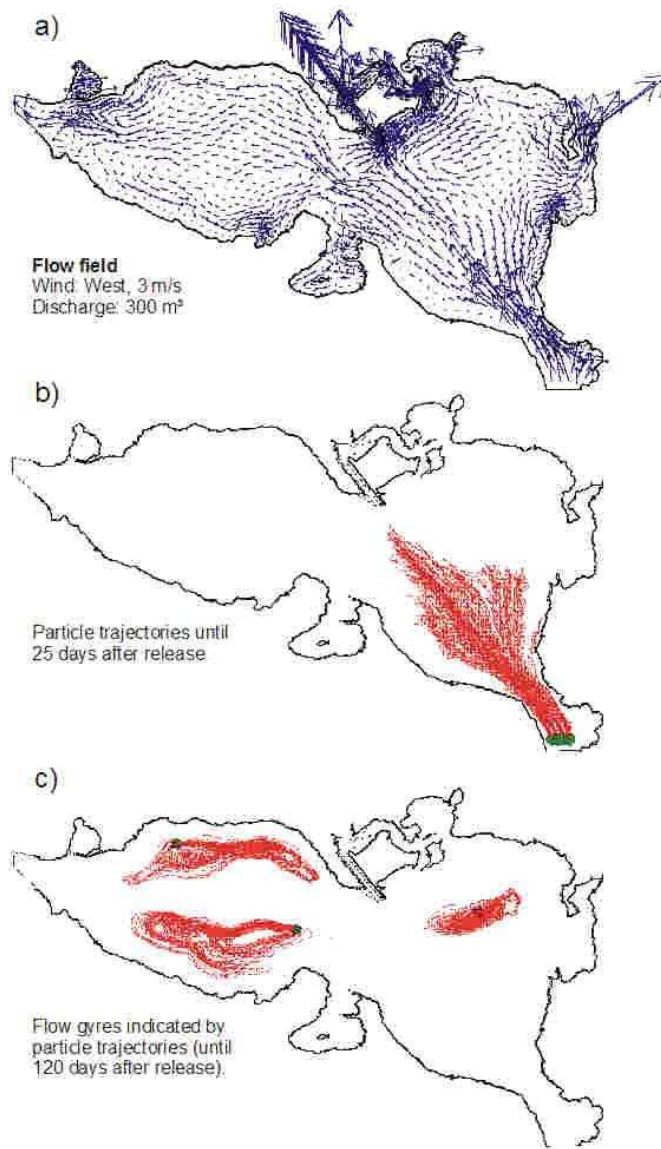 a)
Flow field
Wind: West, 3 m/s
Discharge: 300 m³
b)
Particle trajectories until
25 days after release
c)
Flow gyres indicated by
particle trajectories (until
120 days after release).